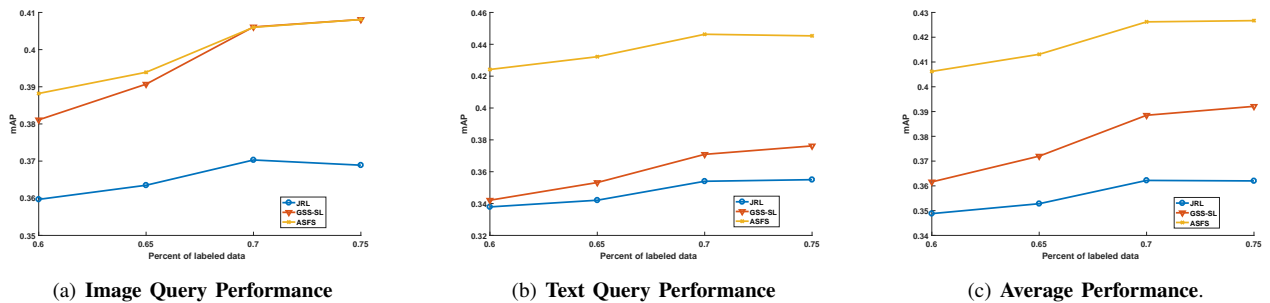 0.41
0.4
0.39
0.38
0.37
0.36
0.35
mAP
0.6 0.65 0.7 0.75
Percent of labeled data
JRL
GSS-SL
ASFS
(a) Image Query Performance
0.46
0.44
0.42
0.4
0.38
0.36
0.34
0.32
mAP
0.6 0.65 0.7 0.75
Percent of labeled data
JRL
GSS-SL
ASFS
(b) Text Query Performance
0.43
0.42
0.41
0.4
0.39
0.38
0.37
0.36
0.35
0.34
mAP
0.6 0.65 0.7 0.75
Percent of labeled data
JRL
GSS-SL
ASFS
(c) Average Performance.